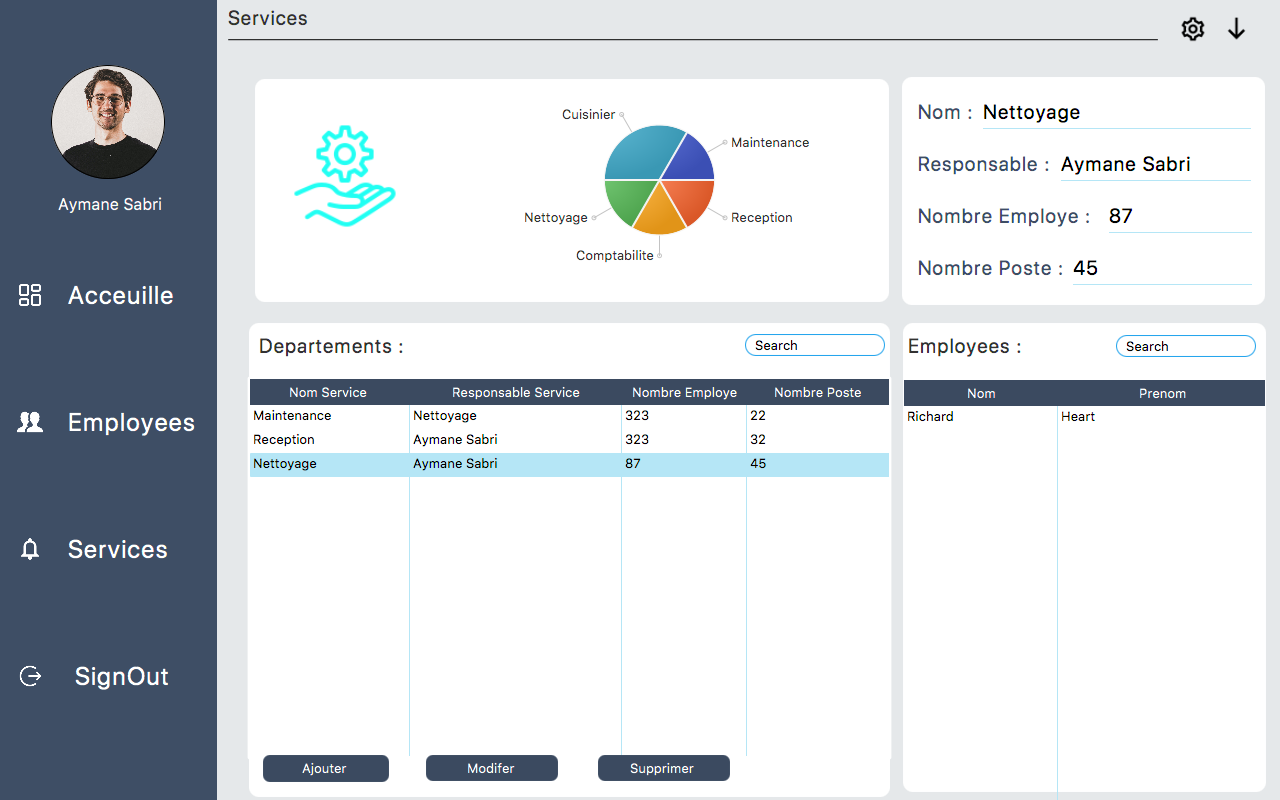 Services
Aymane Sabri
Acceuille
Employees
Services
SignOut
Cuisinier
Maintenance
Nettoyage
Reception
Comptabilite
Nom : Nettoyage
Responsable : Aymane Sabri
Nombre Employe : 87
Nombre Poste : 45
Departements : Search
Nom Service Responsable Service Nombre Employe Nombre Poste
Maintenance Nettoyage 323 22
Reception Aymane Sabri 323 32
Nettoyage Aymane Sabri 87 45
Ajouter Modifer Supprimer
Employees : Search
Nom Prenom
Richard Heart